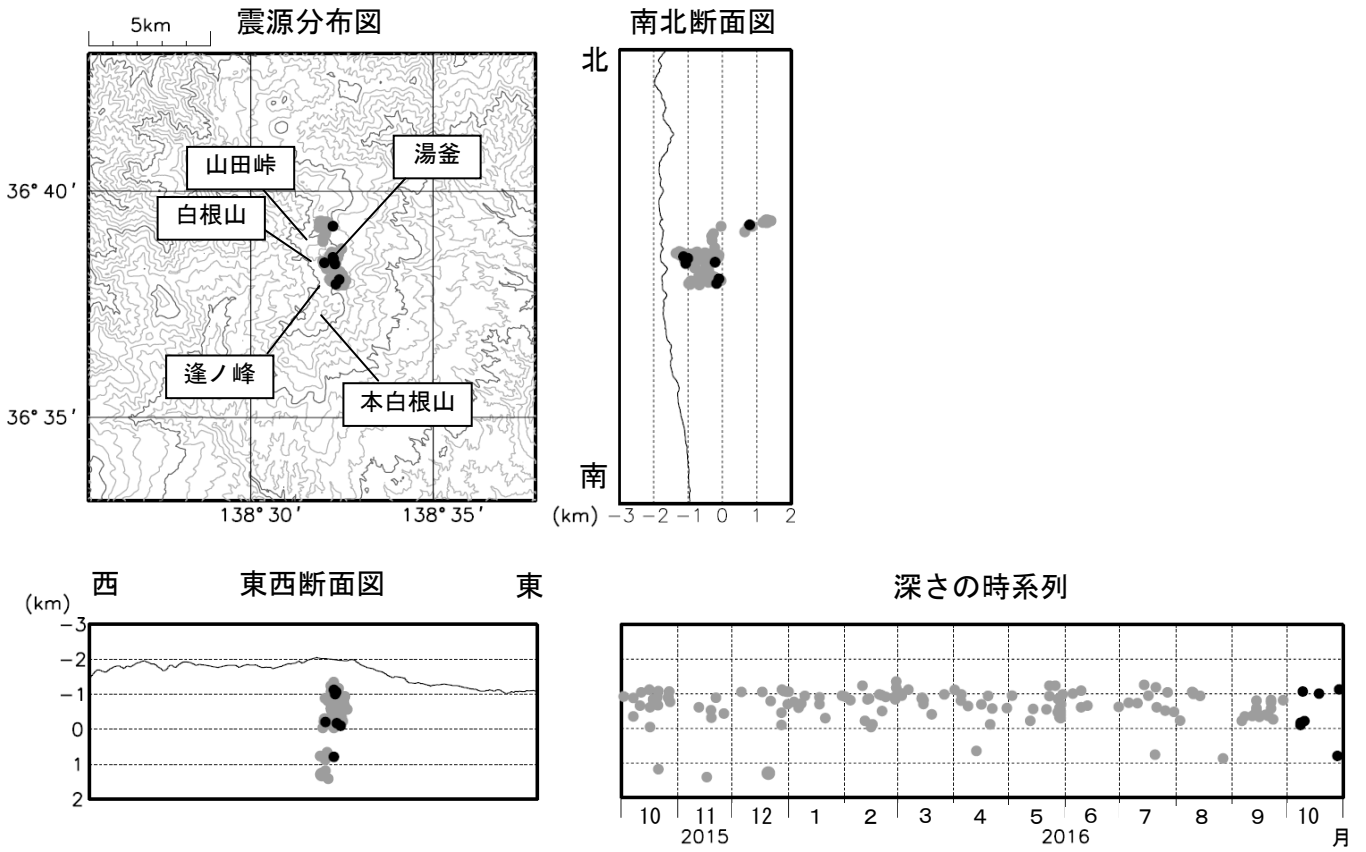 震源分布図
5km
山田峠
湯釜
白根山
逢ノ峰
本白根山
36°40′
36°35′
138°30′ 138°35′
南北断面図
北
南
(km) -3 -2 -1 0 1 2
東西断面図
西
東
(km)
-3
-2
-1
0
1
2
深さの時系列
10 11 12 1 2 3 4 5 6 7 8 9 10
2015 2016 月